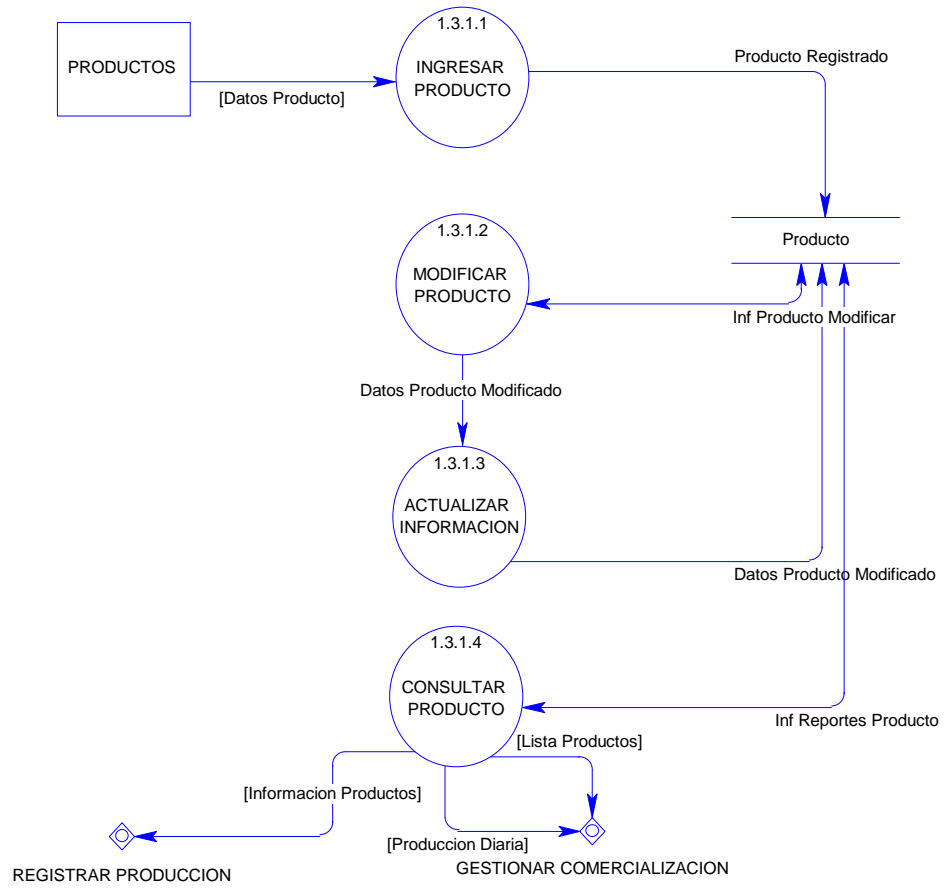 1.3.1.1
PRODUCTOS
INGRESAR
PRODUCTO
Producto Registrado
[Datos Producto]
1.3.1.2
MODIFICAR
PRODUCTO
Producto
Inf Producto Modificar
Datos Producto Modificado
1.3.1.3
ACTUALIZAR
INFORMACION
Datos Producto Modificado
1.3.1.4
CONSULTAR
PRODUCTO
Inf Reportes Producto
[Lista Productos]
[Informacion Productos]
[Produccion Diaria]
REGISTRAR PRODUCCION
GESTIONAR COMERCIALIZACION